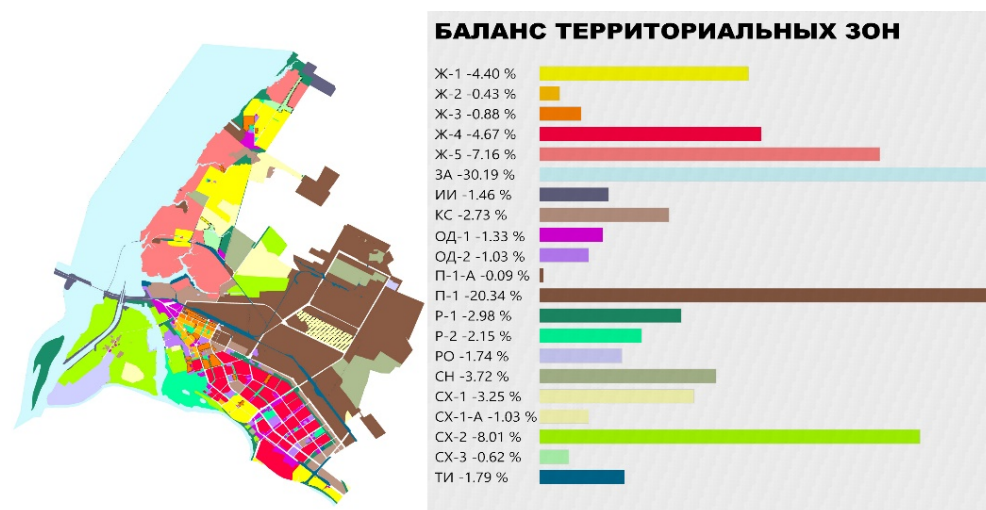 БАЛАНС ТЕРРИТОРИАЛЬНЫХ ЗОН
Ж-1 -4.40 %
Ж-2 -0.43 %
Ж-3 -0.88 %
Ж-4 -4.67 %
Ж-5 -7.16 %
ЗА -30.19 %
ИИ -1.46 %
КС -2.73 %
ОД-1 -1.33 %
ОД-2 -1.03 %
П-1-А -0.09 %
П-1 -20.34 %
Р-1 -2.98 %
Р-2 -2.15 %
РО -1.74 %
СН -3.72 %
СХ-1 -3.25 %
СХ-1-А -1.03 %
СХ-2 -8.01 %
СХ-3 -0.62 %
ТИ -1.79 %